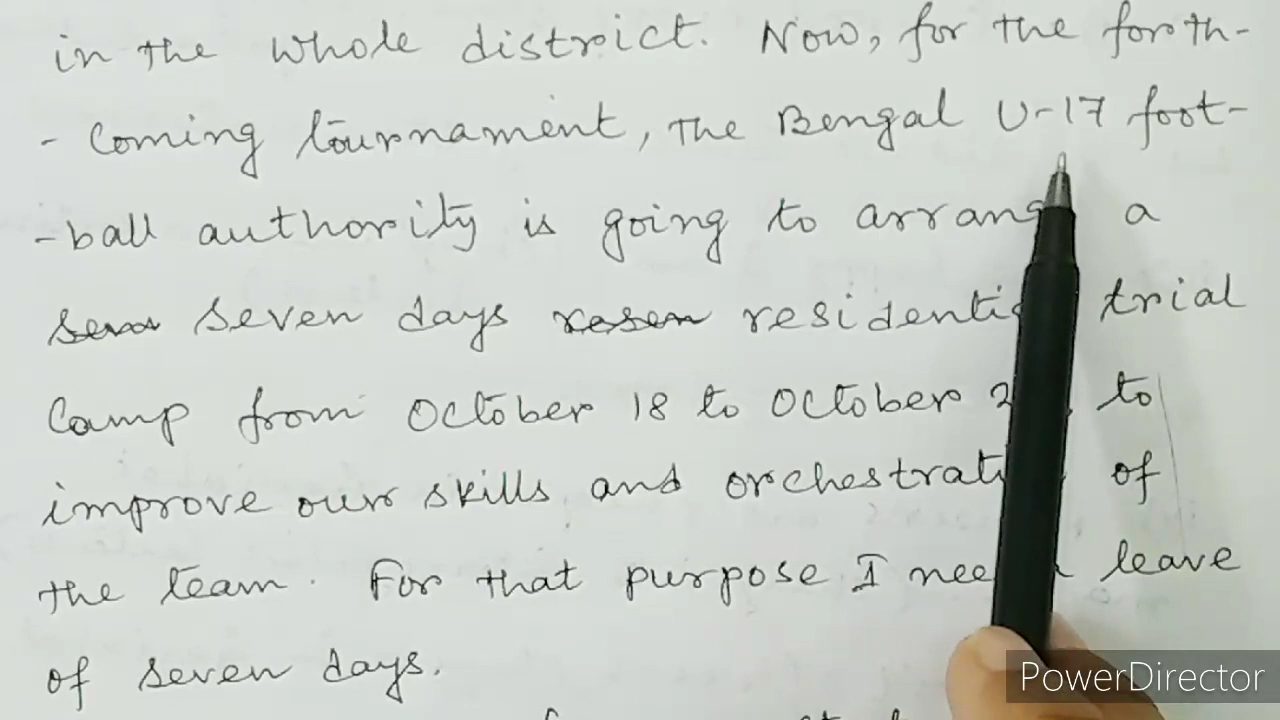 in the whole district. Now, for the forth-
- coming tournament, the Bengal U-17 foot-
- ball authority is going to arrang a
seven days residenti trial
Camp from October 18 to October 2 to
improve our skills and orchestrati of
the team. For that purpose I nee leave
of seven days.
PowerDirector